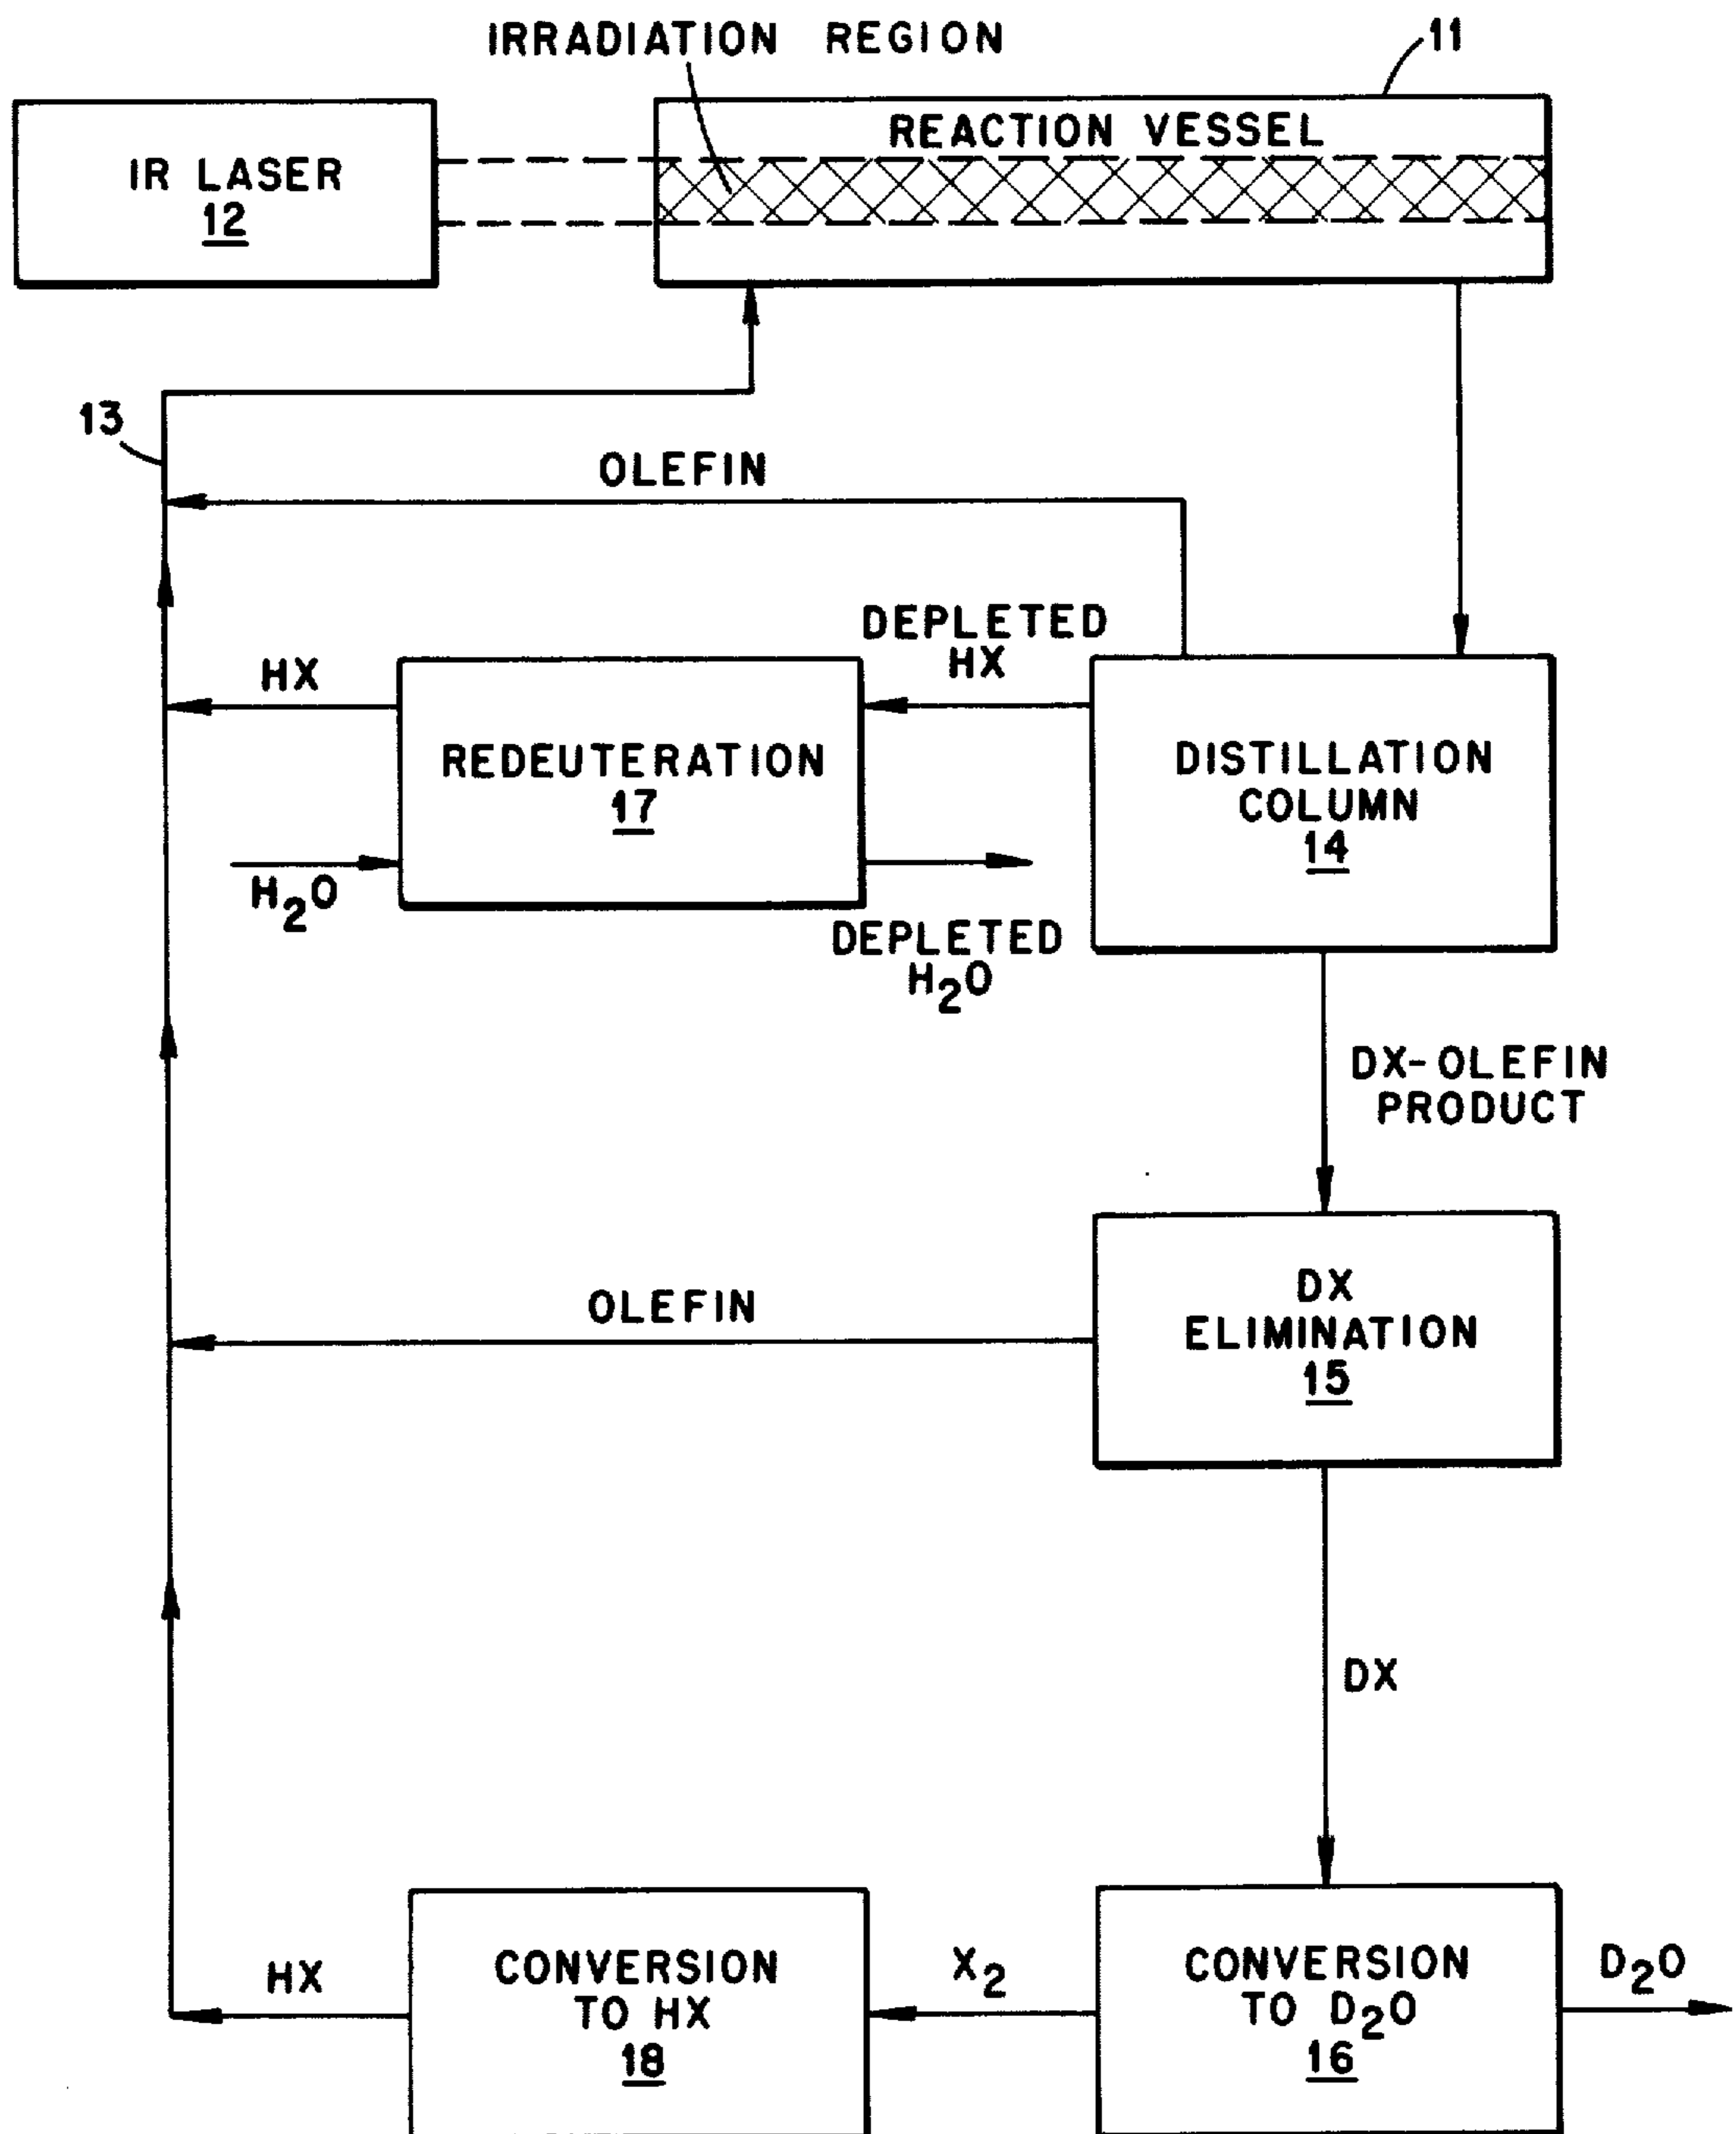 IRRADIATION REGION
11
REACTION VESSEL
IR LASER
12
13
OLEFIN
DEPLETED
HX
HX
REDEUTERATION
17
DISTILLATION
COLUMN
14
H2O
DEPLETED
H2O
DX-OLEFIN
PRODUCT
DX
ELIMINATION
15
OLEFIN
DX
HX
CONVERSION
TO HX
18
X2
CONVERSION
TO D2O
16
D2O